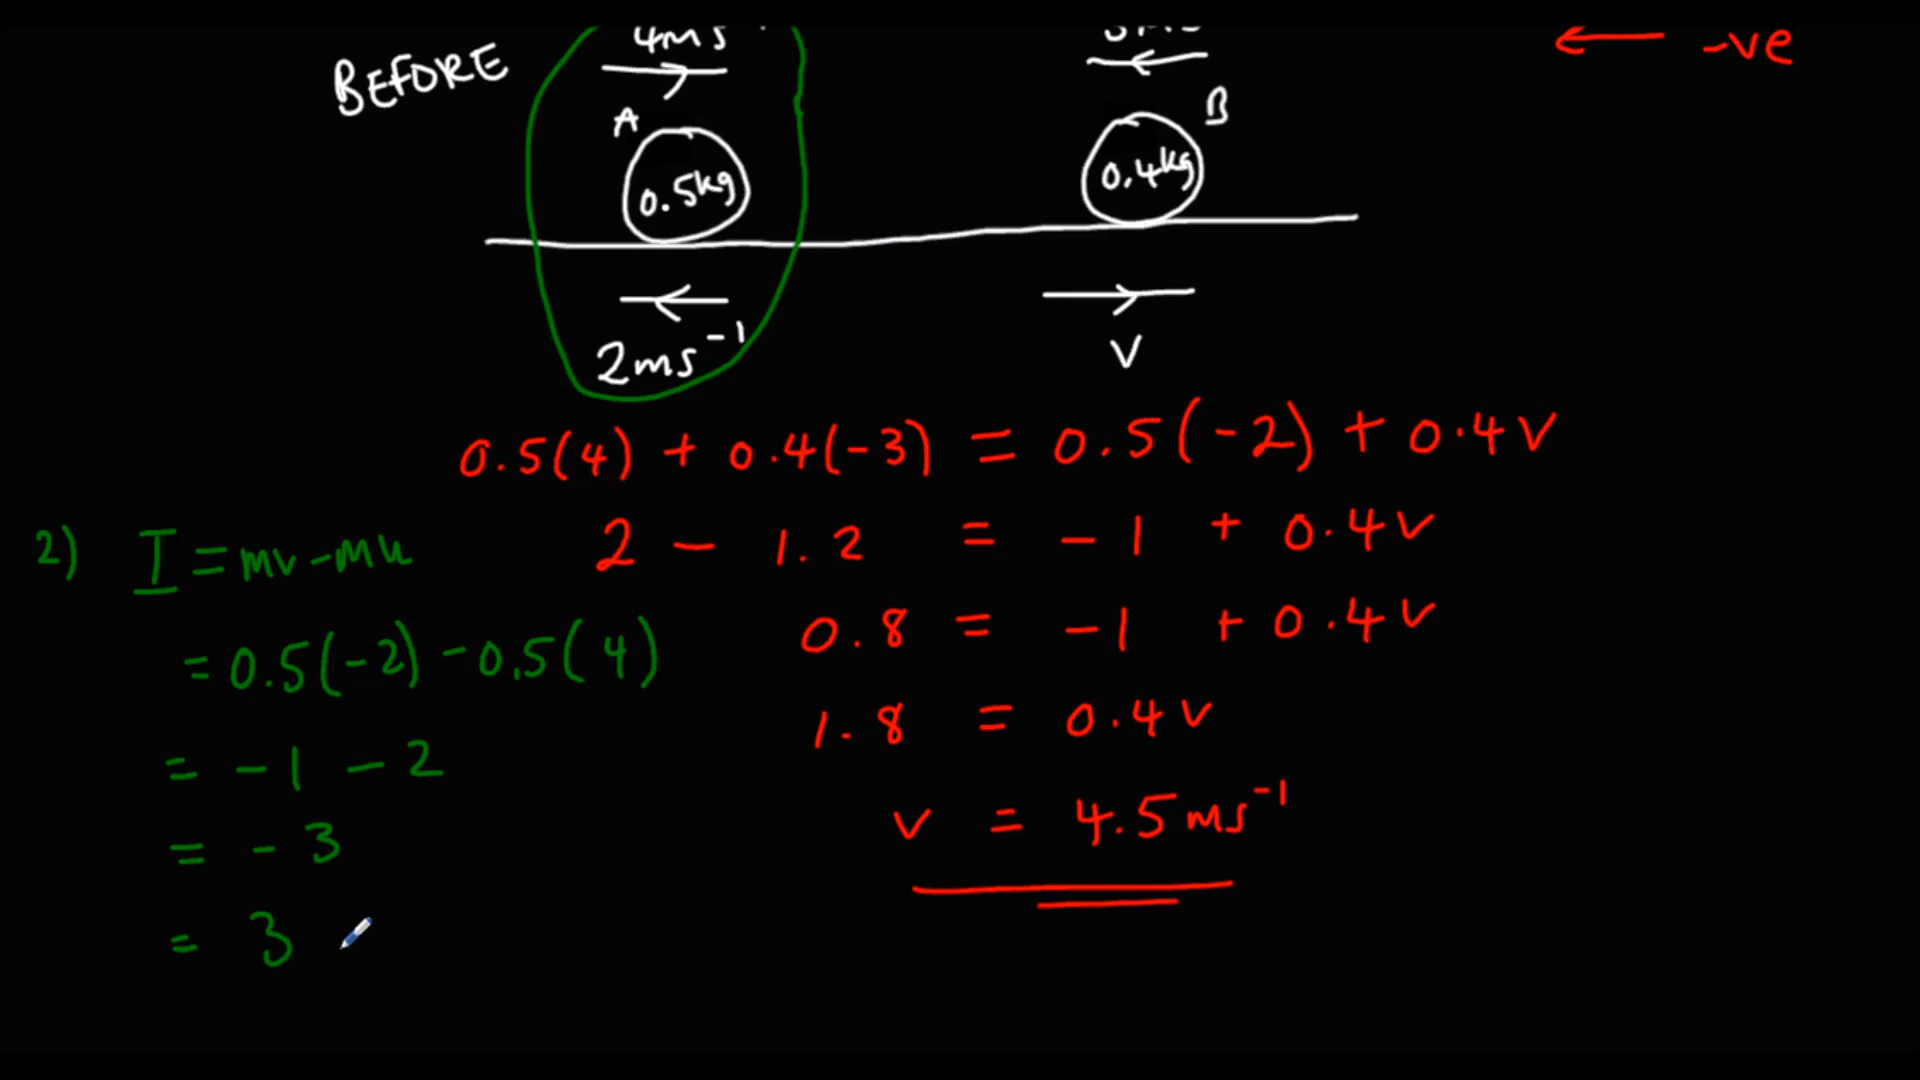 4ms
-ve
BEFORE
A
B
0.5kg
0.4kg
2ms⁻¹
V
0.5(4) + 0.4(-3) = 0.5(-2) + 0.4v
2) I = mv - mu
2 - 1.2 = -1 + 0.4v
= 0.5(-2) - 0.5(4)
0.8 = -1 + 0.4v
= -1 - 2
1.8 = 0.4v
= -3
v = 4.5ms⁻¹
= 3